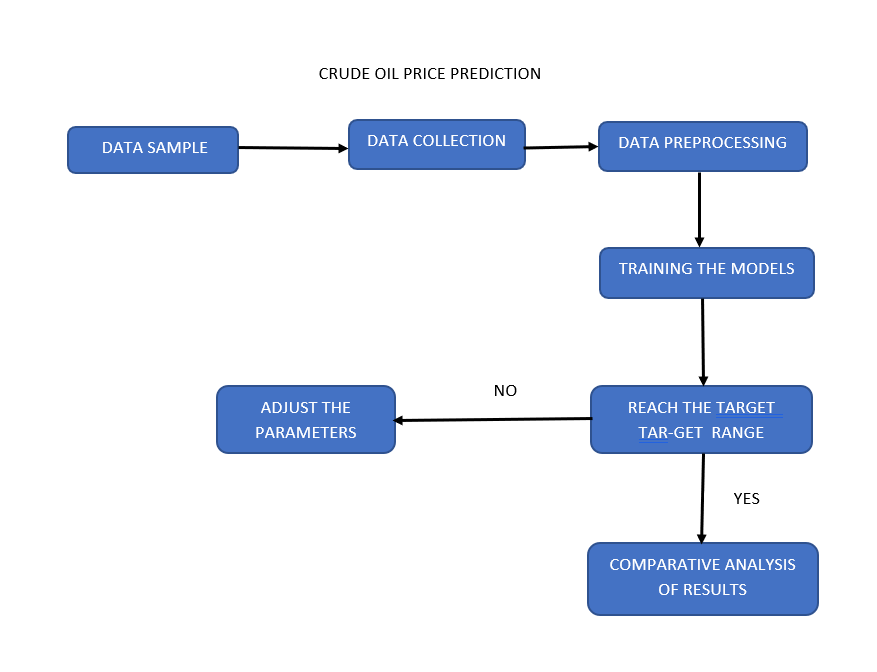 CRUDE OIL PRICE PREDICTION
DATA SAMPLE
DATA COLLECTION
DATA PREPROCESSING
TRAINING THE MODELS
NO
ADJUST THE
PARAMETERS
REACH THE TARGET
TAR-GET RANGE
YES
COMPARATIVE ANALYSIS
OF RESULTS